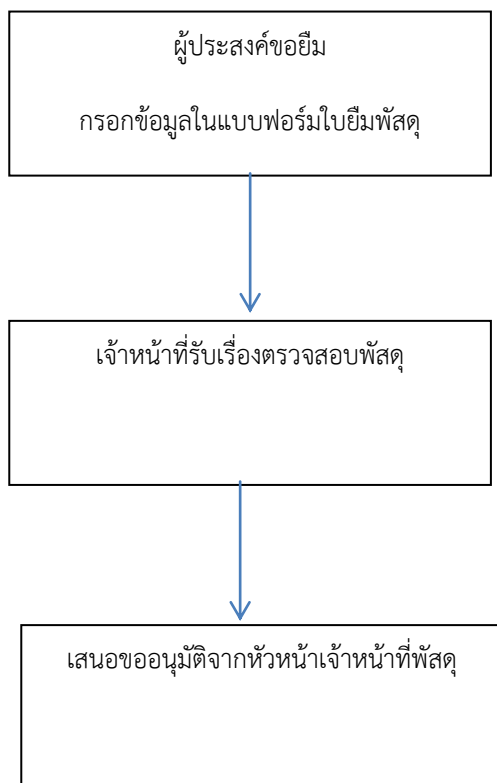 ผู้ประสงค์ขอยืม
กรอกข้อมูลในแบบฟอร์มใบยืมพัสดุ
เจ้าหน้าที่รับเรื่องตรวจสอบพัสดุ
เสนอขออนุมัติจากหัวหน้าเจ้าหน้าที่พัสดุ